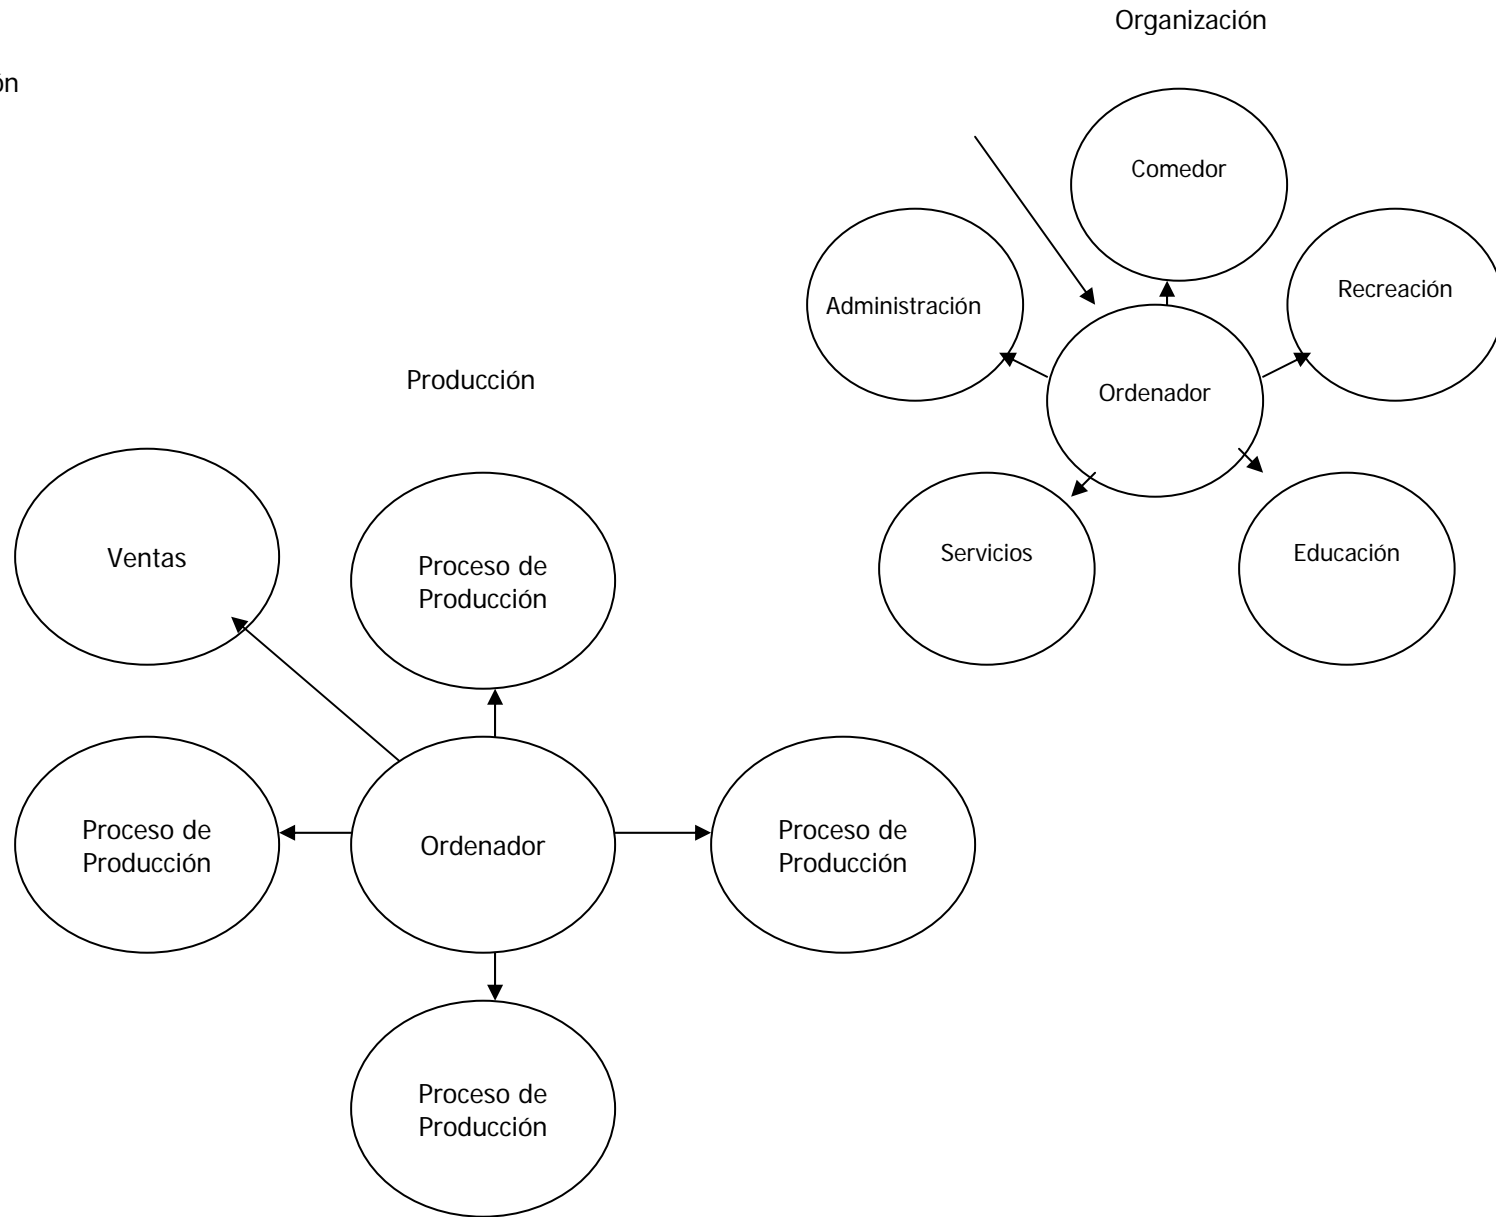 Organización
ón
Comedor
Administración
Recreación
Ordenador
Servicios
Educación
Producción
Ventas
Proceso de
Producción
Proceso de
Producción
Ordenador
Proceso de
Producción
Proceso de
Producción